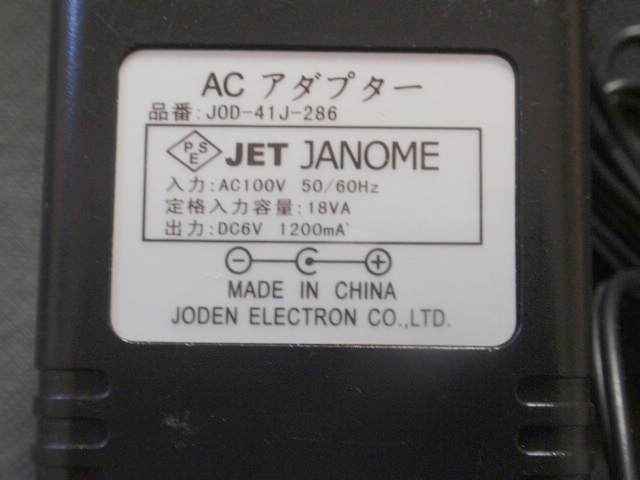 AC アダプター
品番:JOD-41J-286
PSE JET JANOME
入力:AC100V 50/60Hz
定格入力容量:18VA
出力:DC6V 1200mA
MADE IN CHINA
JODEN ELECTRON CO.,LTD.